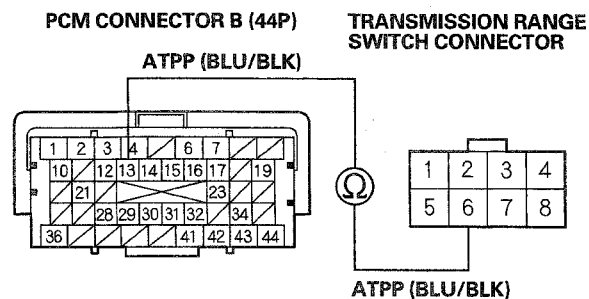 PCM CONNECTOR B (44P)
TRANSMISSION RANGE
SWITCH CONNECTOR
ATPP (BLU/BLK)
1 2 3 4 6 7
10 12 13 14 15 16 17 19
21 23
28 29 30 31 32 34
36 41 42 43 44
Ω
1 2 3 4
5 6 7 8
ATPP (BLU/BLK)